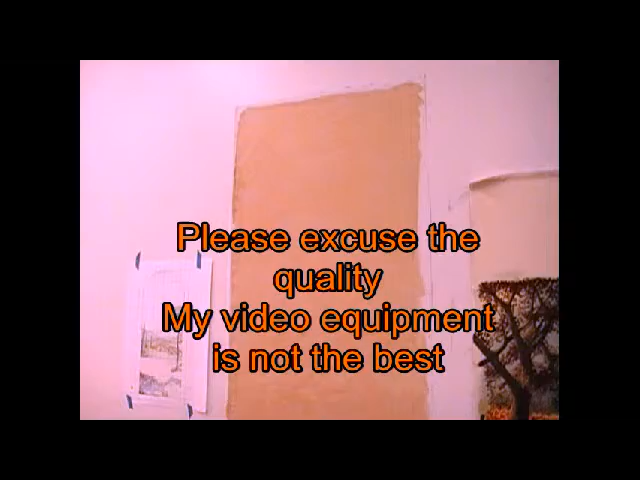 Please excuse the
quality
My video equipment
is not the best